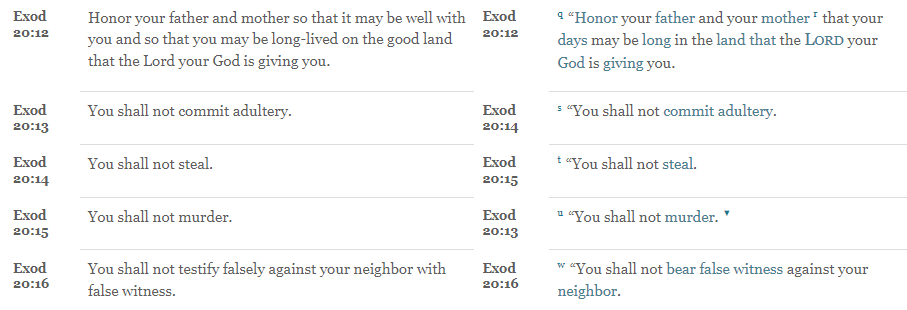 Exod 20:12
Honor your father and mother so that it may be well with
you and so that you may be long-lived on the good land
that the Lord your God is giving you.
Exod 20:12
q “Honor your father and your mother r that your
days may be long in the land that the LORD your
God is giving you.
Exod 20:13
You shall not commit adultery.
Exod 20:14
s “You shall not commit adultery.
Exod 20:14
You shall not steal.
Exod 20:15
t “You shall not steal.
Exod 20:15
You shall not murder.
Exod 20:13
u “You shall not murder. ▾
Exod 20:16
You shall not testify falsely against your neighbor with
false witness.
Exod 20:16
w “You shall not bear false witness against your
neighbor.